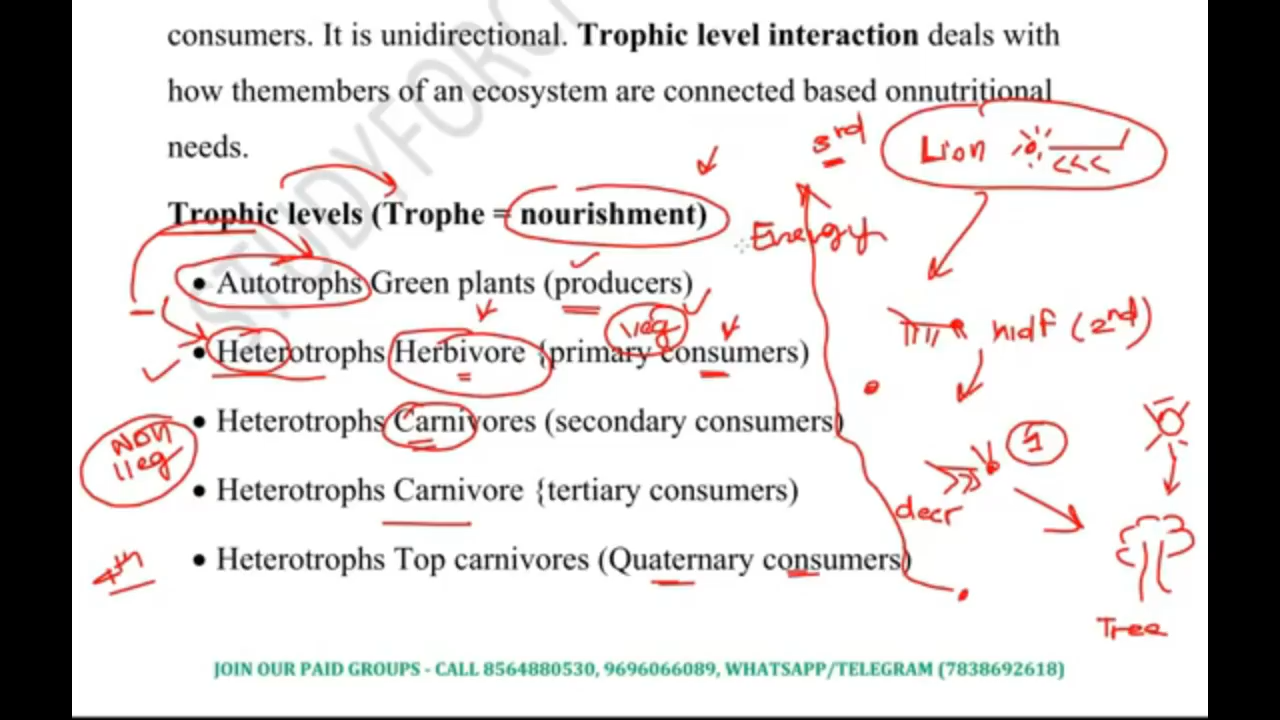 consumers. It is unidirectional. Trophic level interaction deals with
how themembers of an ecosystem are connected based onnutritional
needs.
3rd
Lion
Trophic levels (Trophe = nourishment)
Energy
• Autotrophs Green plants (producers)
veg
(2nd)
• Heterotrophs Herbivore {primary consumers)
• Heterotrophs Carnivores (secondary consumers)
NON
veg
1
• Heterotrophs Carnivore {tertiary consumers)
deer
• Heterotrophs Top carnivores (Quaternary consumers)
4th
Tree
JOIN OUR PAID GROUPS - CALL 8564880530, 9696066089, WHATSAPP/TELEGRAM (7838692618)